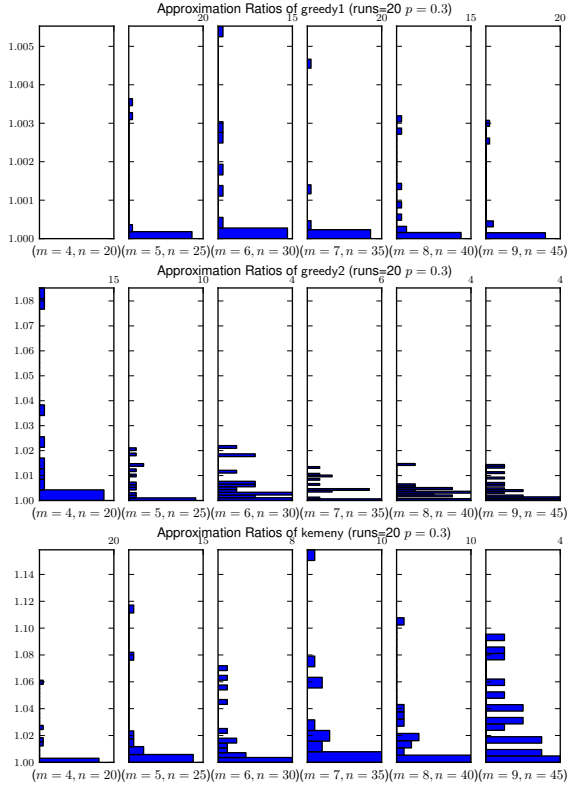 Approximation Ratios of greedy1 (runs=20 p = 0.3)
20 15 20 15 20
1.005
1.004
1.003
1.002
1.001
1.000
(m = 4, n = 20)(m = 5, n = 25)(m = 6, n = 30)(m = 7, n = 35)(m = 8, n = 40)(m = 9, n = 45)
Approximation Ratios of greedy2 (runs=20 p = 0.3)
15 10 4 6 4 4
1.08
1.07
1.06
1.05
1.04
1.03
1.02
1.01
1.00
(m = 4, n = 20)(m = 5, n = 25)(m = 6, n = 30)(m = 7, n = 35)(m = 8, n = 40)(m = 9, n = 45)
Approximation Ratios of kemeny (runs=20 p = 0.3)
20 15 8 10 10 4
1.14
1.12
1.10
1.08
1.06
1.04
1.02
1.00
(m = 4, n = 20)(m = 5, n = 25)(m = 6, n = 30)(m = 7, n = 35)(m = 8, n = 40)(m = 9, n = 45)